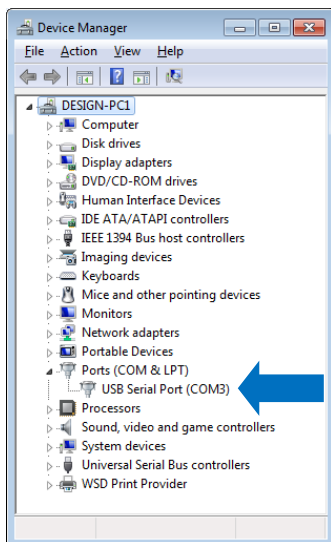 Device Manager
File Action View Help
DESIGN-PC1
Computer
Disk drives
Display adapters
DVD/CD-ROM drives
Human Interface Devices
IDE ATA/ATAPI controllers
IEEE 1394 Bus host controllers
Imaging devices
Keyboards
Mice and other pointing devices
Monitors
Network adapters
Portable Devices
Ports (COM & LPT)
USB Serial Port (COM3)
Processors
Sound, video and game controllers
System devices
Universal Serial Bus controllers
WSD Print Provider